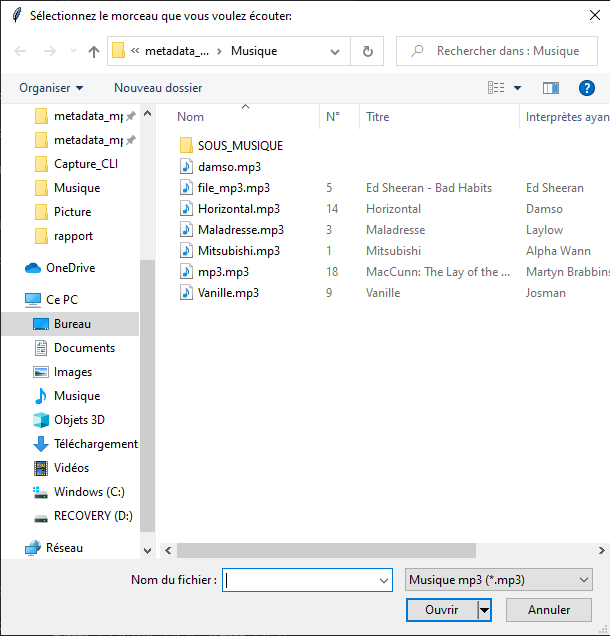 Sélectionnez le morceau que vous voulez écouter:
« metadata_... › Musique
Rechercher dans : Musique
Organiser
Nouveau dossier
metadata_mp
metadata_mp
Capture_CLI
Musique
Picture
rapport
OneDrive
Ce PC
Bureau
Documents
Images
Musique
Objets 3D
Téléchargement
Vidéos
Windows (C:)
RECOVERY (D:)
Réseau
Nom N° Titre Interprètes ayan
SOUS_MUSIQUE
damso.mp3
file_mp3.mp3 5 Ed Sheeran - Bad Habits Ed Sheeran
Horizontal.mp3 14 Horizontal Damso
Maladresse.mp3 3 Maladresse Laylow
Mitsubishi.mp3 1 Mitsubishi Alpha Wann
mp3.mp3 18 MacCunn: The Lay of the ... Martyn Brabbins
Vanille.mp3 9 Vanille Josman
Nom du fichier :
Musique mp3 (*.mp3)
Ouvrir
Annuler